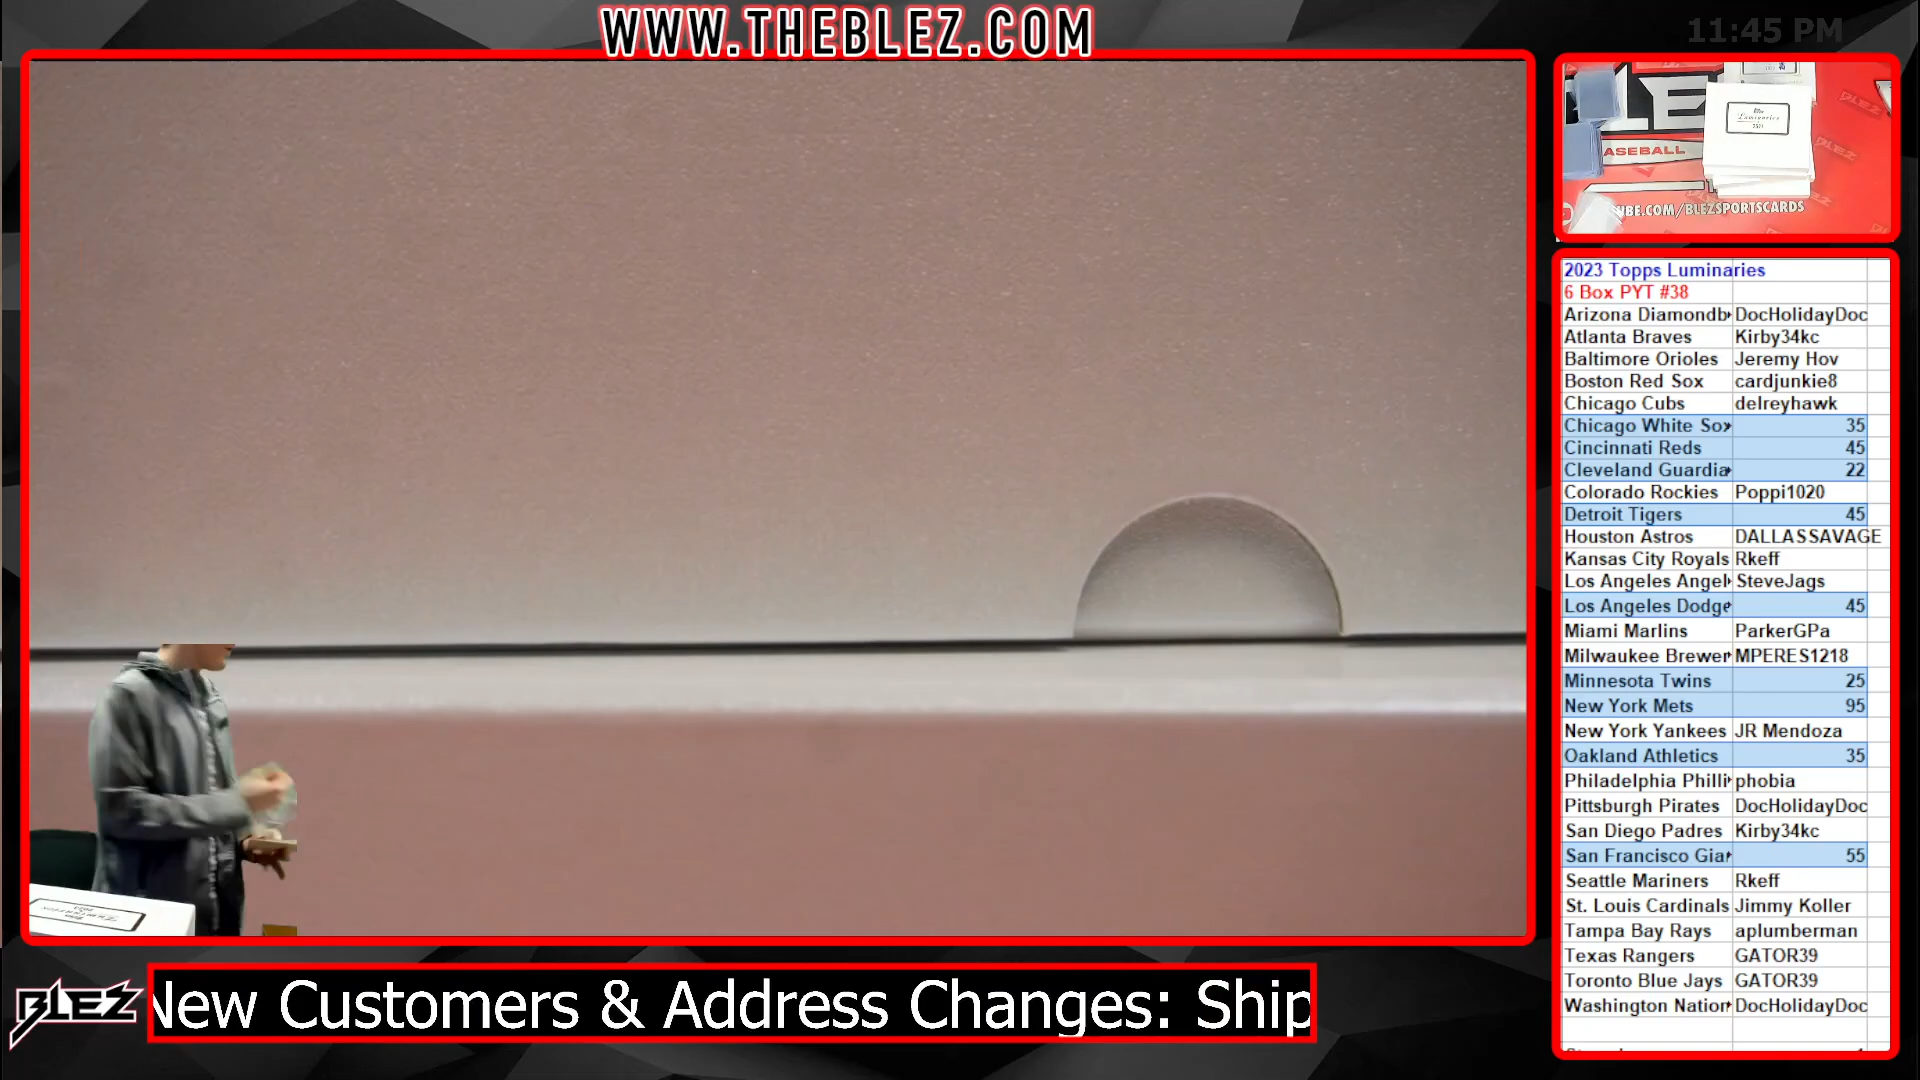 WWW.THEBLEZ.COM
11:45 PM
Luminaries
ASEBALL
UBE.COM/BLEZSPORTSCARDS
2023 Topps Luminaries
6 Box PYT #38
Arizona Diamondb DocHolidayDoc
Atlanta Braves Kirby34kc
Baltimore Orioles Jeremy Hov
Boston Red Sox cardjunkie8
Chicago Cubs delreyhawk
Chicago White Sox 35
Cincinnati Reds 45
Cleveland Guardia 22
Colorado Rockies Poppi1020
Detroit Tigers 45
Houston Astros DALLASSAVAGE
Kansas City Royals Rkeff
Los Angeles Angel SteveJags
Los Angeles Dodge 45
Miami Marlins ParkerGPa
Milwaukee Brewer MPERES1218
Minnesota Twins 25
New York Mets 95
New York Yankees JR Mendoza
Oakland Athletics 35
Philadelphia Philli phobia
Pittsburgh Pirates DocHolidayDoc
San Diego Padres Kirby34kc
San Francisco Gia 55
Seattle Mariners Rkeff
St. Louis Cardinals Jimmy Koller
Tampa Bay Rays aplumberman
Texas Rangers GATOR39
Toronto Blue Jays GATOR39
Washington Nation DocHolidayDoc
BLEZ
New Customers & Address Changes: Ship